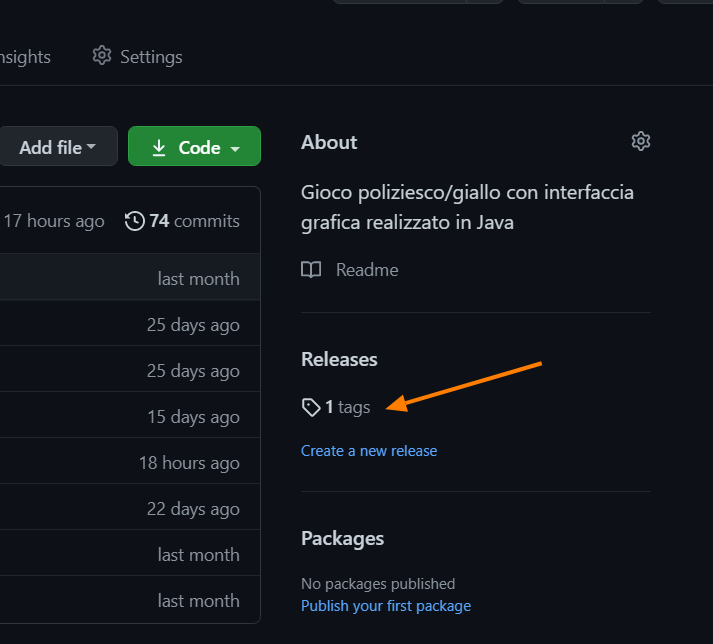 Settings
Add file
Code
About
Gioco poliziesco/giallo con interfaccia
grafica realizzato in Java
17 hours ago
74 commits
Readme
last month
25 days ago
25 days ago
15 days ago
18 hours ago
22 days ago
last month
last month
Releases
1 tags
Create a new release
Packages
No packages published
Publish your first package